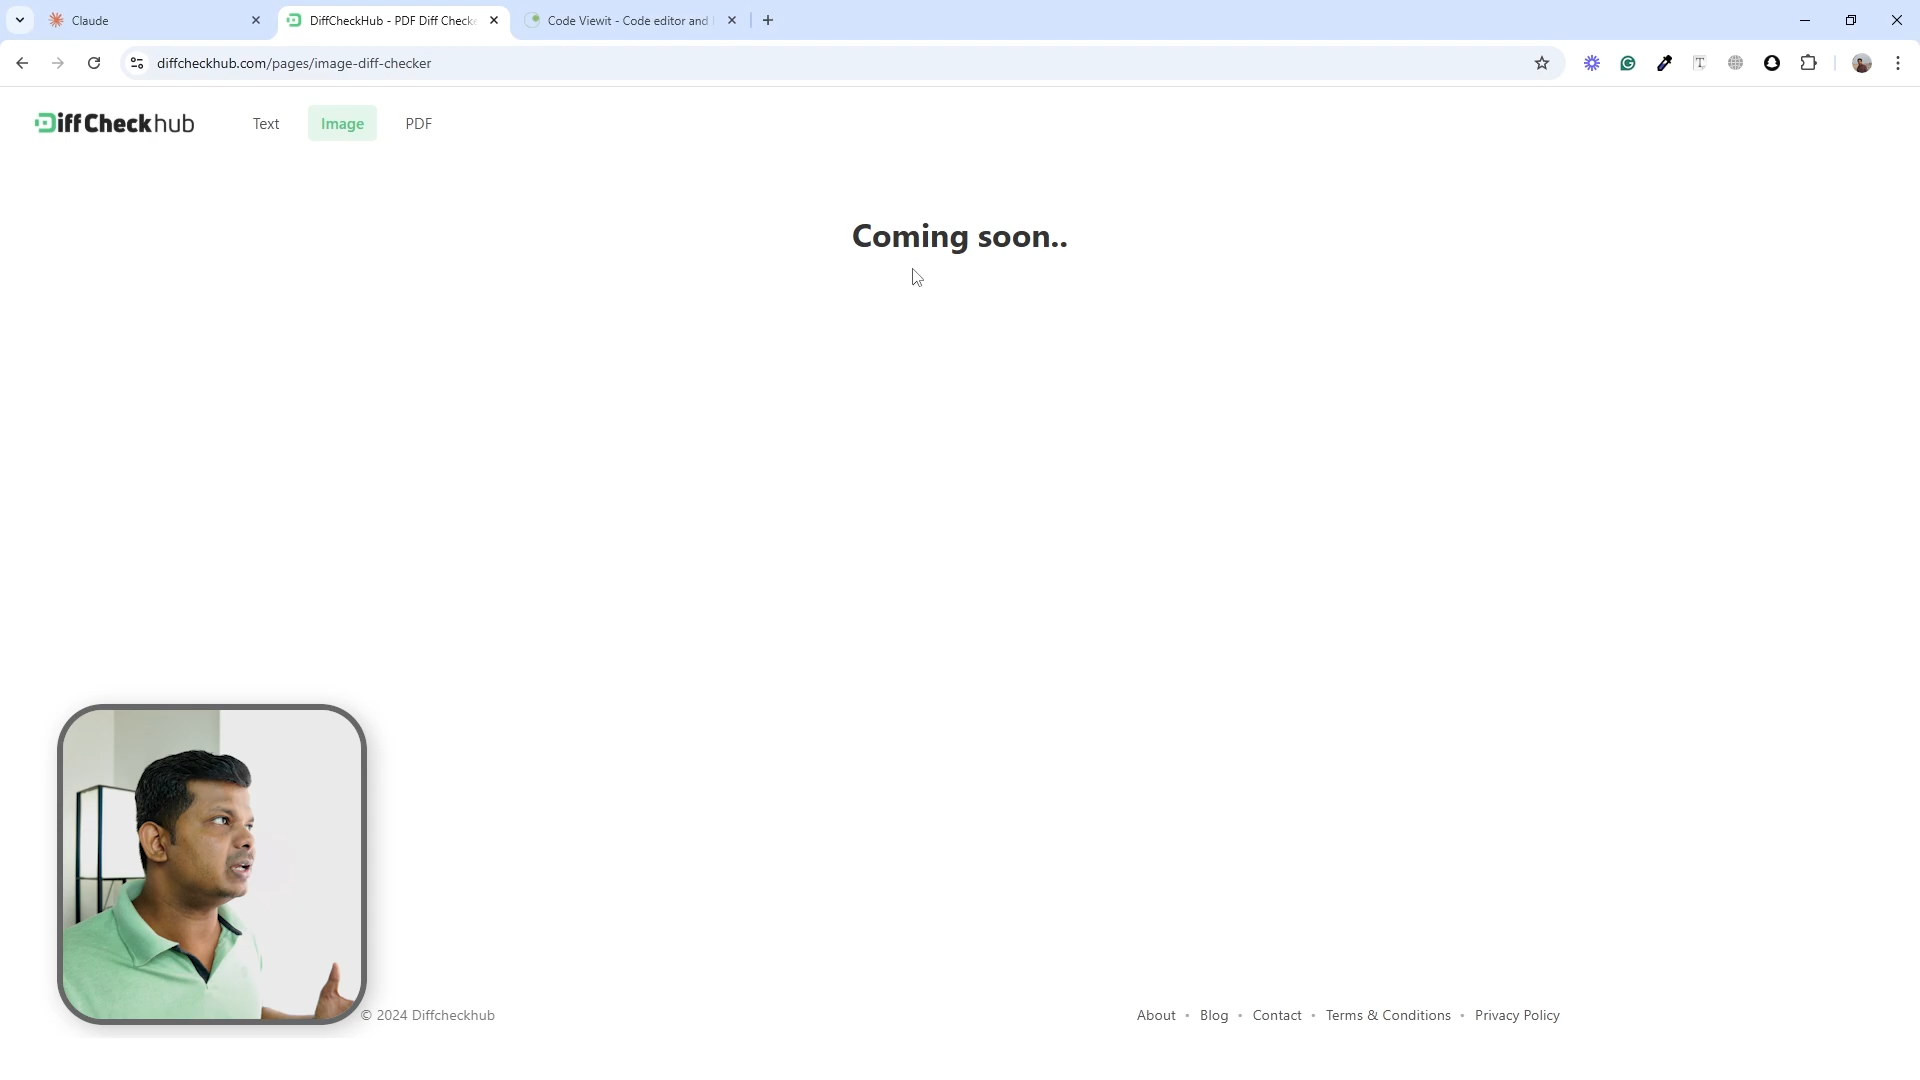 Claude
DiffCheckHub - PDF Diff Checke
Code Viewit - Code editor and
diffcheckhub.com/pages/image-diff-checker
DiffCheckhub
Text
Image
PDF
Coming soon..
© 2024 Diffcheckhub
About • Blog • Contact • Terms & Conditions • Privacy Policy